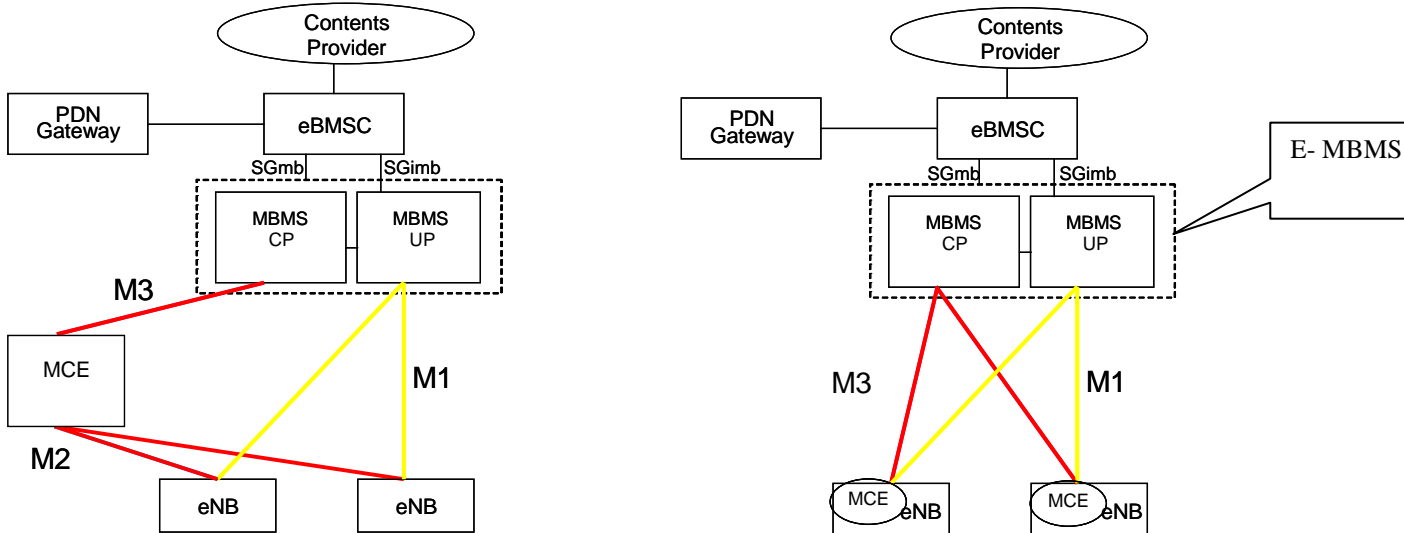 Contents
Provider
PDN
Gateway
eBMSC
SGmb
SGimb
MBMS
CP
MBMS
UP
M3
MCE
M1
M2
eNB
eNB
Contents
Provider
PDN
Gateway
eBMSC
SGmb
SGimb
E- MBMS
MBMS
CP
MBMS
UP
M3
M1
MCE
eNB
MCE
eNB